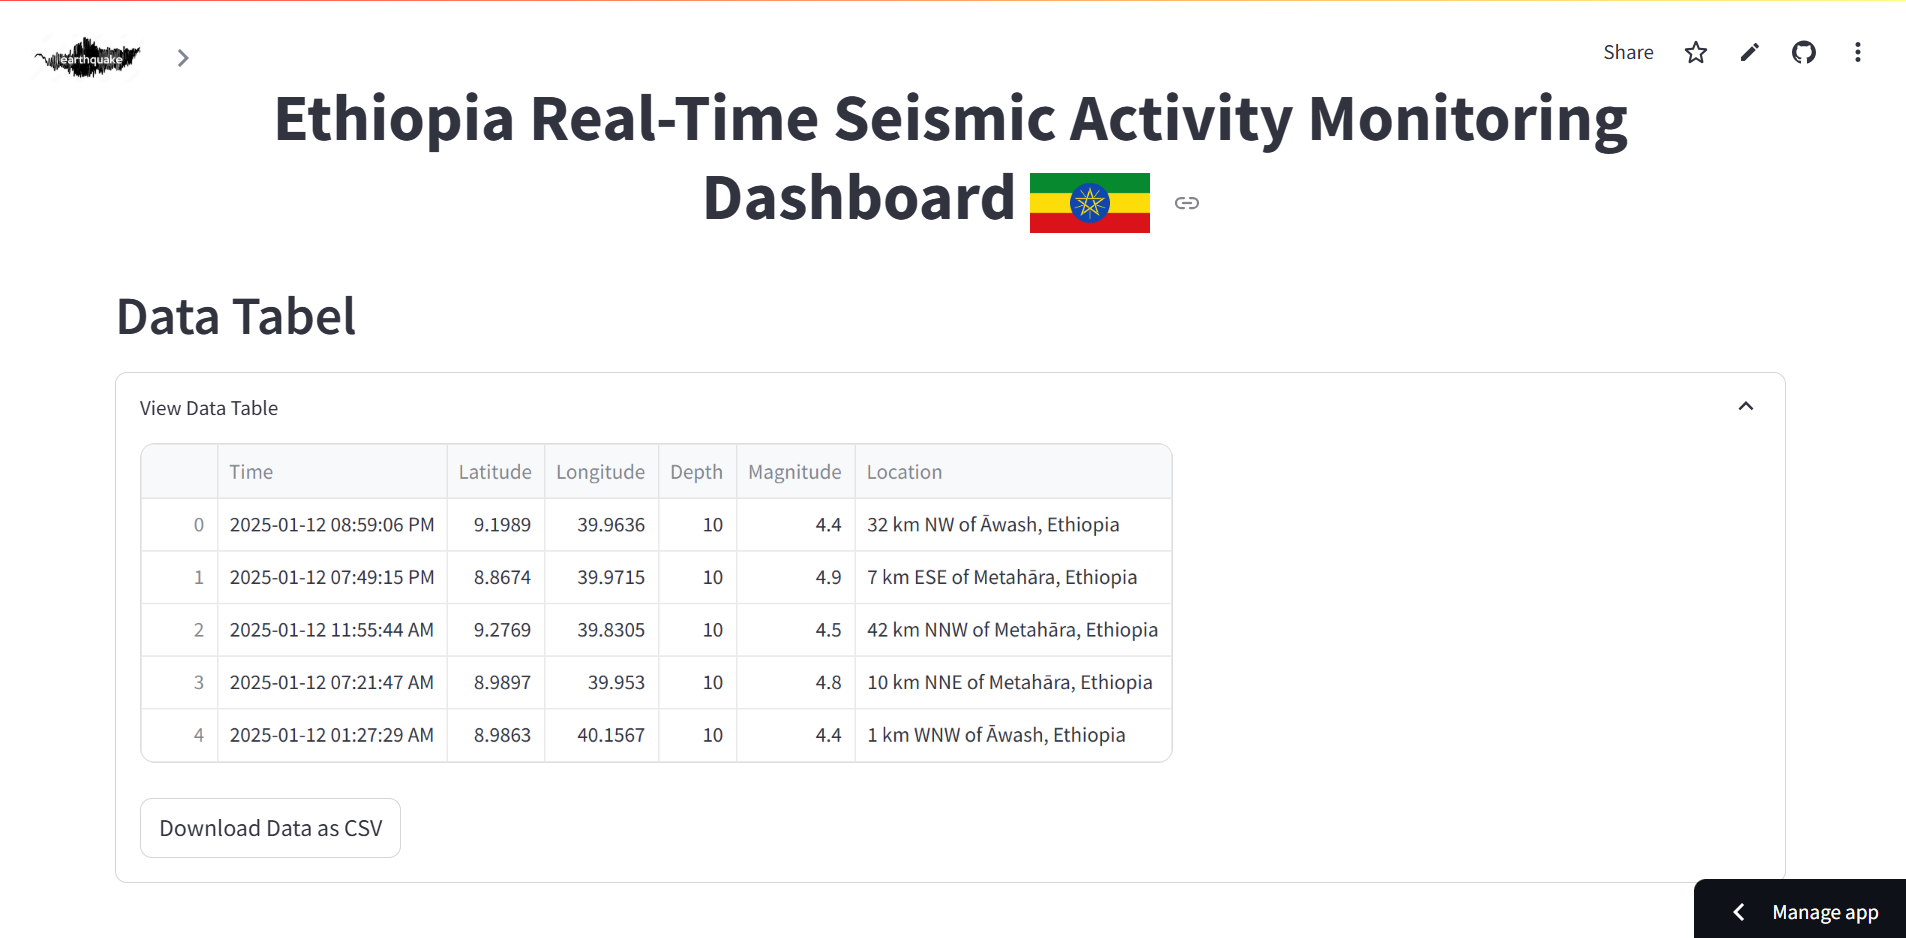 earthquake
Share
Ethiopia Real-Time Seismic Activity Monitoring
Dashboard
Data Tabel
View Data Table
Time Latitude Longitude Depth Magnitude Location
0 2025-01-12 08:59:06 PM 9.1989 39.9636 10 4.4 32 km NW of Āwash, Ethiopia
1 2025-01-12 07:49:15 PM 8.8674 39.9715 10 4.9 7 km ESE of Metahāra, Ethiopia
2 2025-01-12 11:55:44 AM 9.2769 39.8305 10 4.5 42 km NNW of Metahāra, Ethiopia
3 2025-01-12 07:21:47 AM 8.9897 39.953 10 4.8 10 km NNE of Metahāra, Ethiopia
4 2025-01-12 01:27:29 AM 8.9863 40.1567 10 4.4 1 km WNW of Āwash, Ethiopia
Download Data as CSV
Manage app